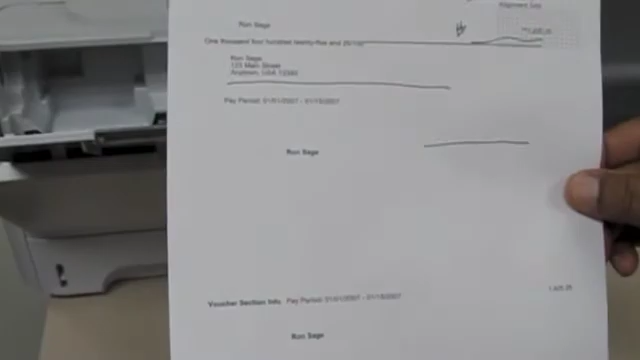 Alignment
Ron Sage
One thousand four hundred twenty-five and
Ron Sage
123 Main Street
Anytown, USA 12345
Pay Period: 01/01/2007 - 01/15/2007
Ron Sage
Voucher Section Info Pay Period: 01/01/2007 - 01/15/2007
Ron Sage